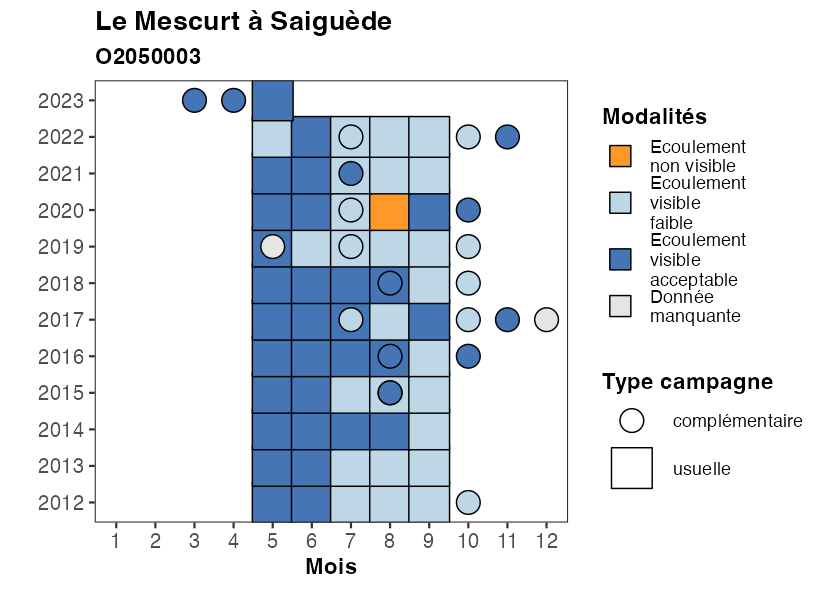 Le Mescurt à Saiguède
O2050003
2023
2022
2021
2020
2019
2018
2017
2016
2015
2014
2013
2012
1 2 3 4 5 6 7 8 9 10 11 12
Mois
Modalités
Ecoulement
non visible
Ecoulement
visible
faible
Ecoulement
visible
acceptable
Donnée
manquante
Type campagne
complémentaire
usuelle